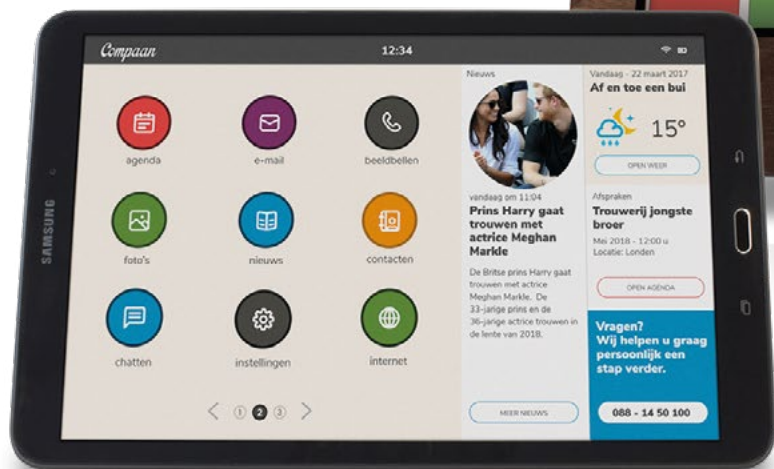 SAMSUNG
Compaan
12:34
agenda
e-mail
beeldbellen
foto's
nieuws
contacten
chatten
instellingen
internet
1 2 3
Nieuws
vandaag om 11:04
Prins Harry gaat
trouwen met
actrice Meghan
Markle
De Britse prins Harry gaat
trouwen met actrice
Meghan Markle. De
33-jarige prins en de
36-jarige actrice trouwen in
de lente van 2018.
MEER NIEUWS
Vandaag - 22 maart 2017
Af en toe een bui
15°
OPEN WEER
Afspraken
Trouwerij jongste
broer
Mei 2018 - 12:00 u
Locatie: Londen
OPEN AGENDA
Vragen?
Wij helpen u graag
persoonlijk een
stap verder.
088 - 14 50 100